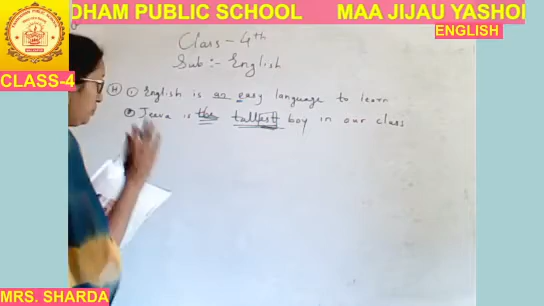 DHAM PUBLIC SCHOOL MAA JIJAU YASHO
ENGLISH
CLASS-4
Class - 4th
Sub :- English
(H) ① English is an easy language to learn
② Jeeva is the tallest boy in our class
MRS. SHARDA